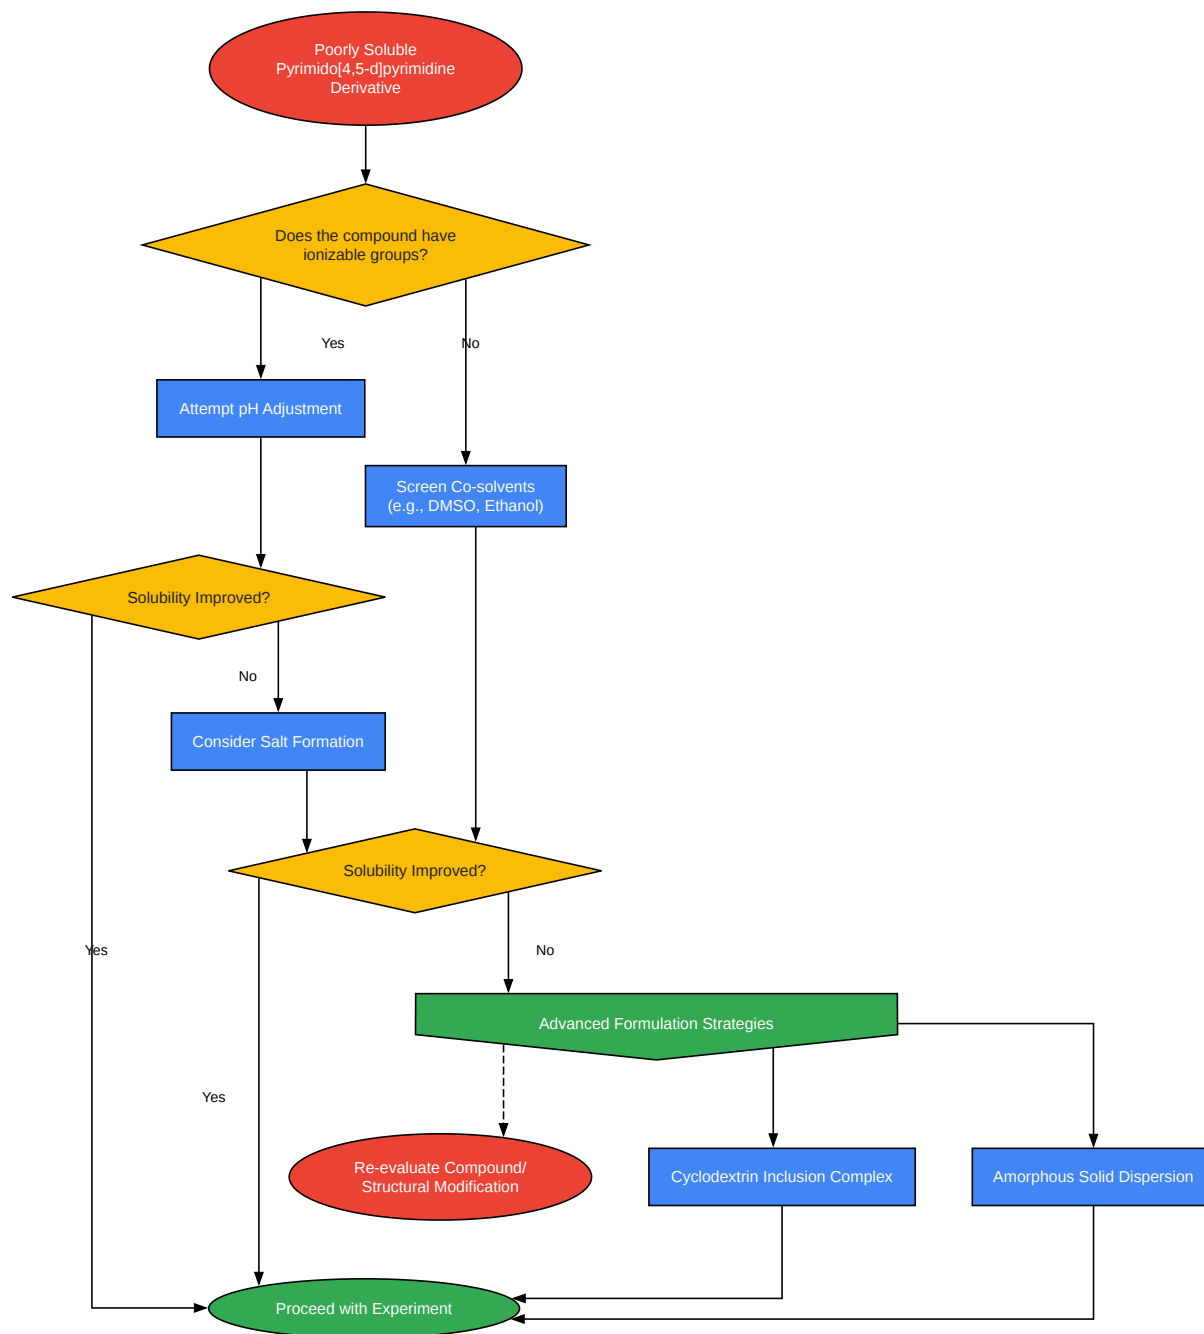 Poorly Soluble
Pyrimido[4,5-d]pyrimidine
Derivative
Does the compound have
ionizable groups?
Yes
No
Attempt pH Adjustment
Screen Co-solvents
(e.g., DMSO, Ethanol)
Solubility Improved?
No
Consider Salt Formation
Solubility Improved?
Yes
No
Advanced Formulation Strategies
Yes
Re-evaluate Compound/
Structural Modification
Cyclodextrin Inclusion Complex
Amorphous Solid Dispersion
Proceed with Experiment